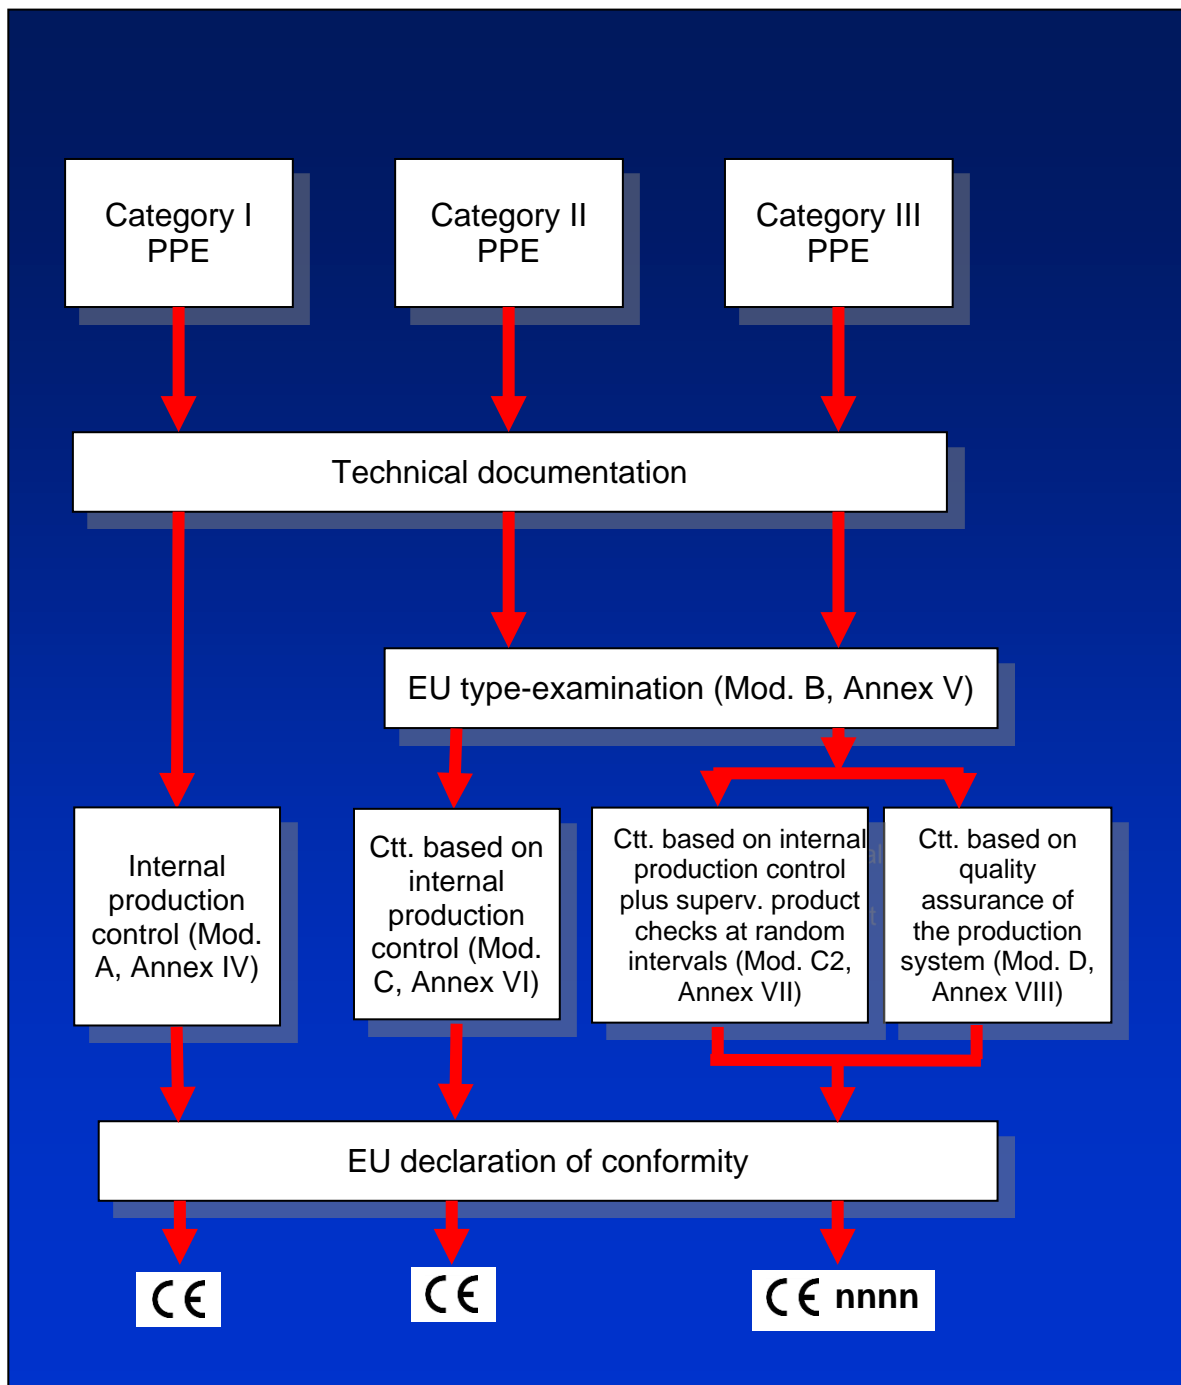 Category I
PPE
Category II
PPE
Category III
PPE
Technical documentation
EU type-examination (Mod. B, Annex V)
Internal
production
control (Mod.
A, Annex IV)
Ctt. based on
internal
production
control (Mod.
C, Annex VI)
Ctt. based on internal
production control
plus superv. product
checks at random
intervals (Mod. C2,
Annex VII)
Ctt. based on
quality
assurance of
the production
system (Mod. D,
Annex VIII)
EU declaration of conformity
CE
CE
CE nnnn